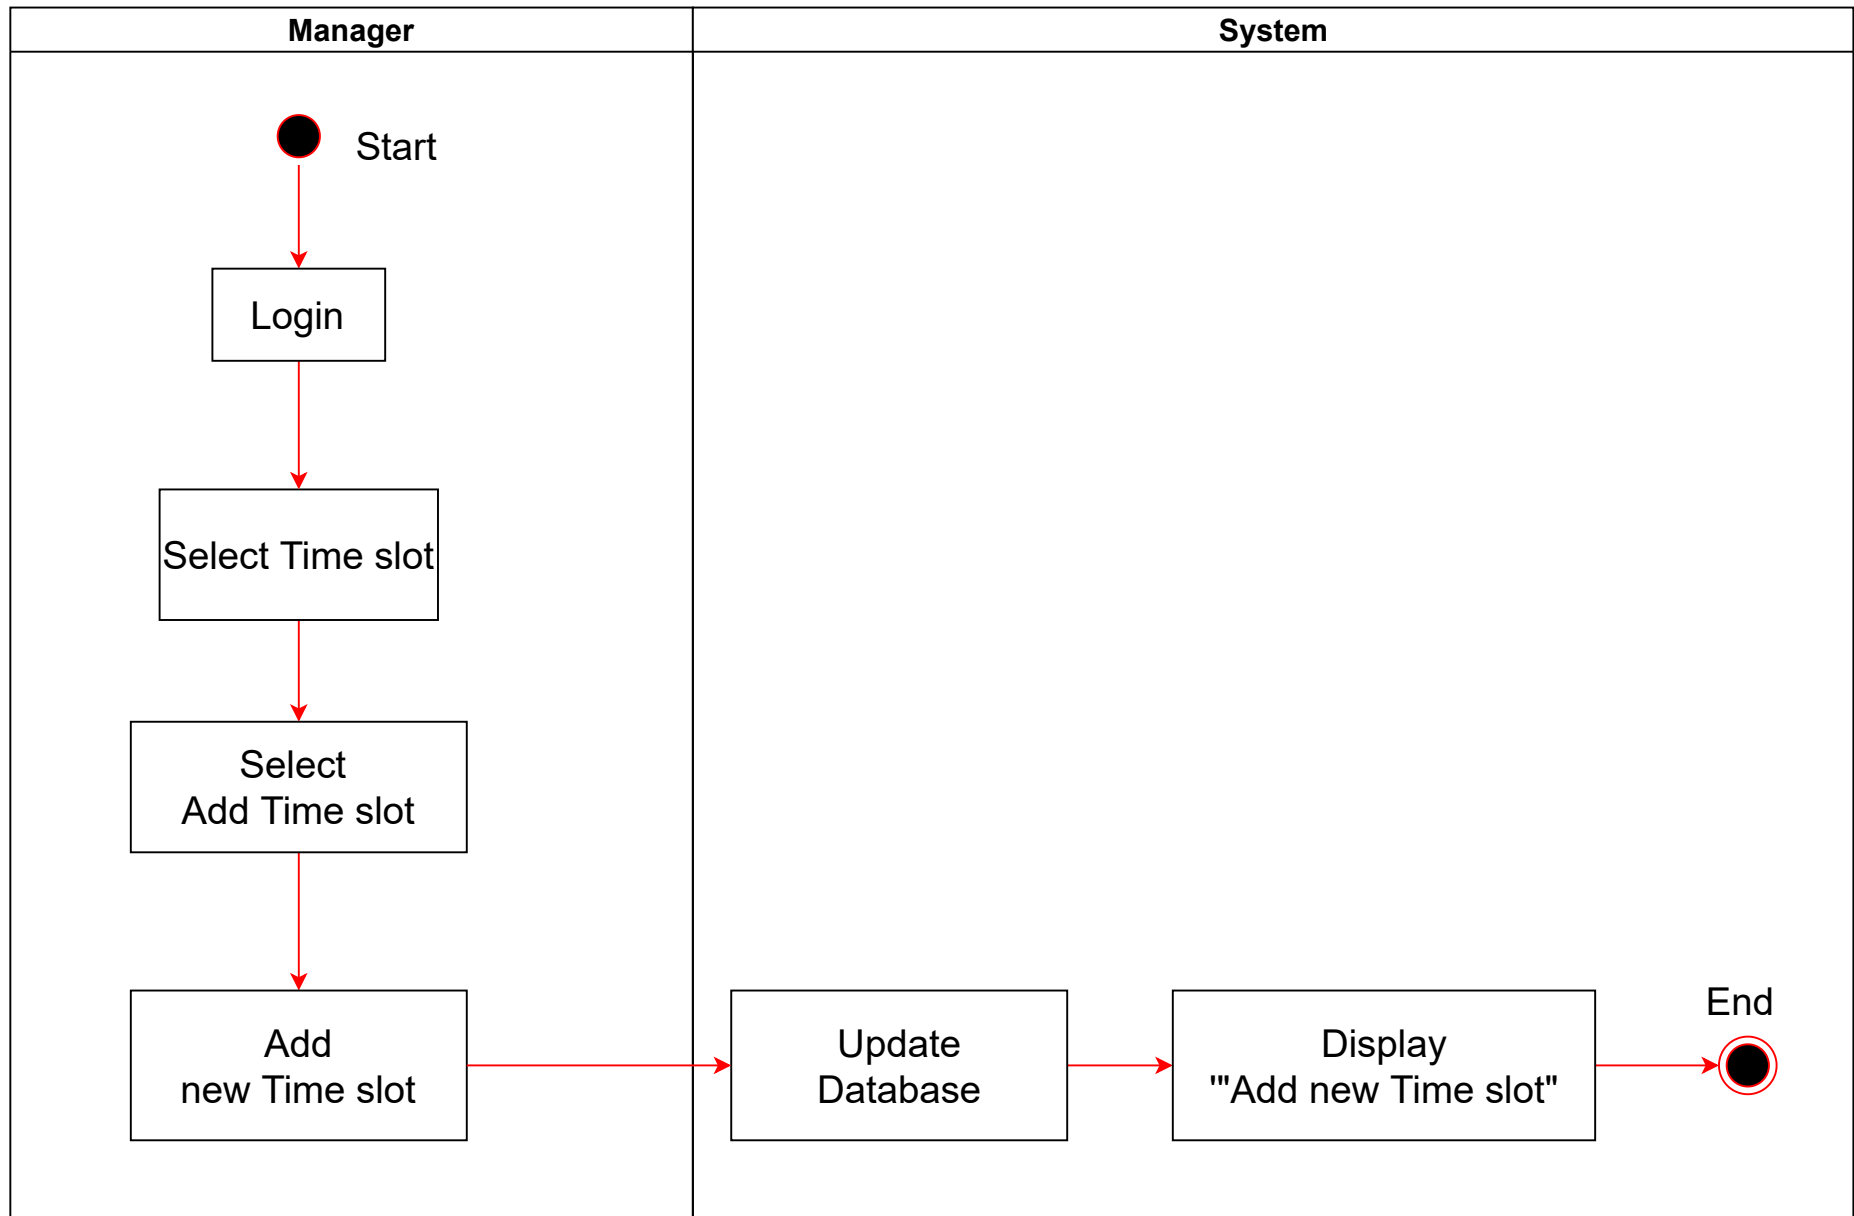 Manager
System
Start
Login
Select Time slot
Select
Add Time slot
Add
new Time slot
Update
Database
Display
'"Add new Time slot"
End